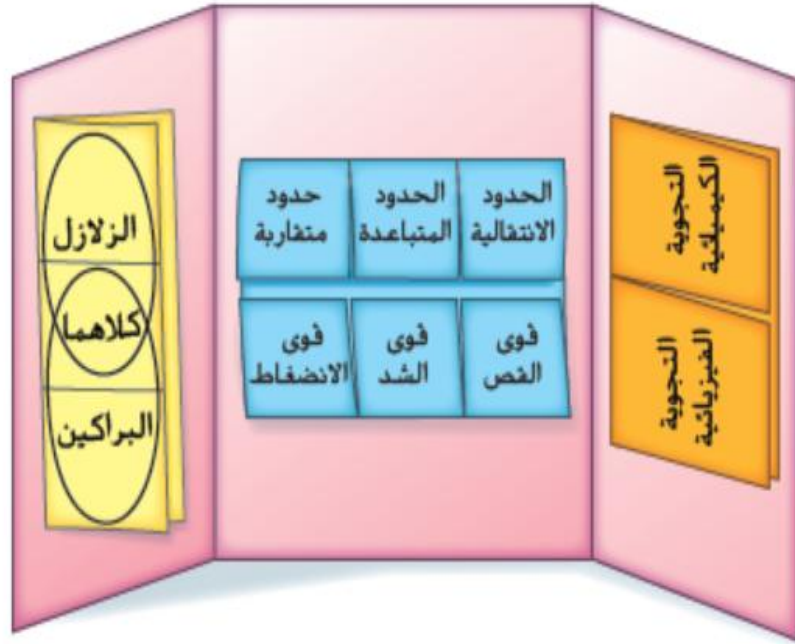 التجوية
الكيميائية
التجوية
الفيزيائية
الحدود
الانتقالية
الحدود
المتباعدة
حدود
متقاربة
قوى
القص
قوى
الشد
قوى
الانضغاط
الزلازل
كلاهما
البراكين